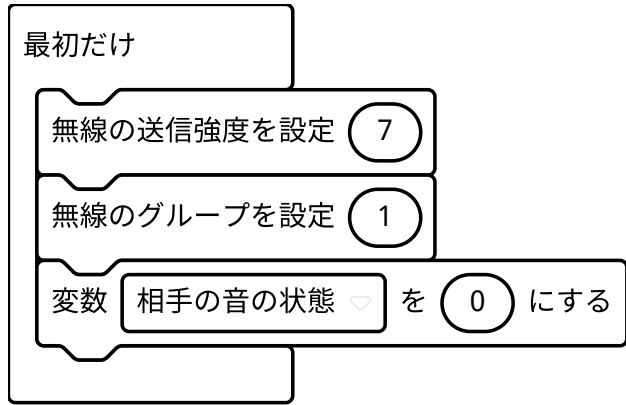 最初だけ
無線の送信強度を設定 7
無線のグループを設定 1
変数 相手の音の状態 を 0 にする